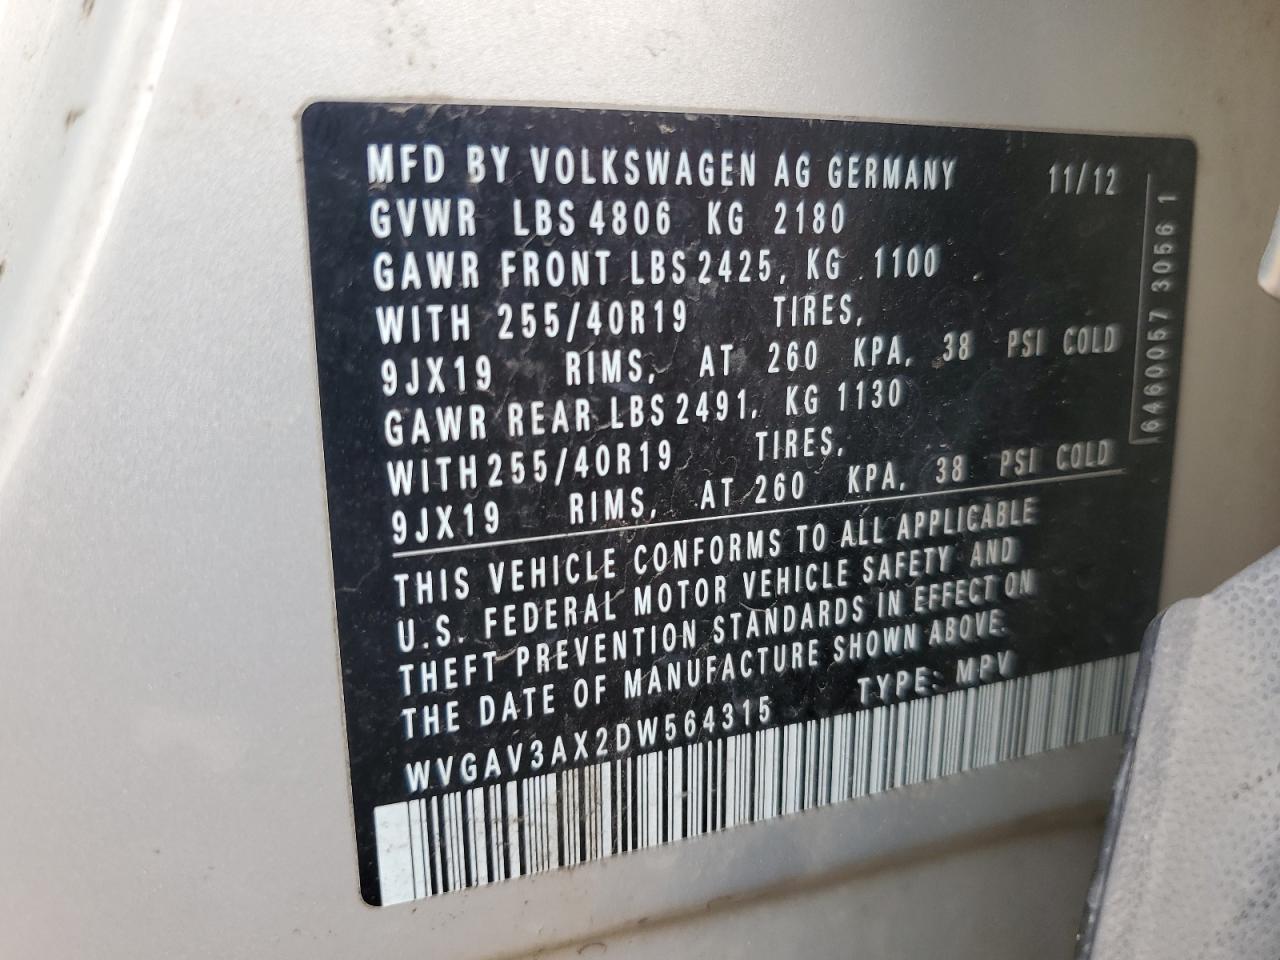 MFD BY VOLKSWAGEN AG GERMANY 11/12
GVWR LBS 4806 KG 2180
GAWR FRONT LBS 2425, KG 1100
WITH 255/40R19 TIRES,
9JX19 RIMS, AT 260 KPA, 38 PSI COLD
GAWR REAR LBS 2491, KG 1130
WITH 255/40R19 TIRES,
9JX19 RIMS, AT 260 KPA, 38 PSI COLD
THIS VEHICLE CONFORMS TO ALL APPLICABLE
U.S. FEDERAL MOTOR VEHICLE SAFETY AND
THEFT PREVENTION STANDARDS IN EFFECT ON
THE DATE OF MANUFACTURE SHOWN ABOVE.
WVGAV3AX2DW564315 TYPE: MPV
6460057 3056 1